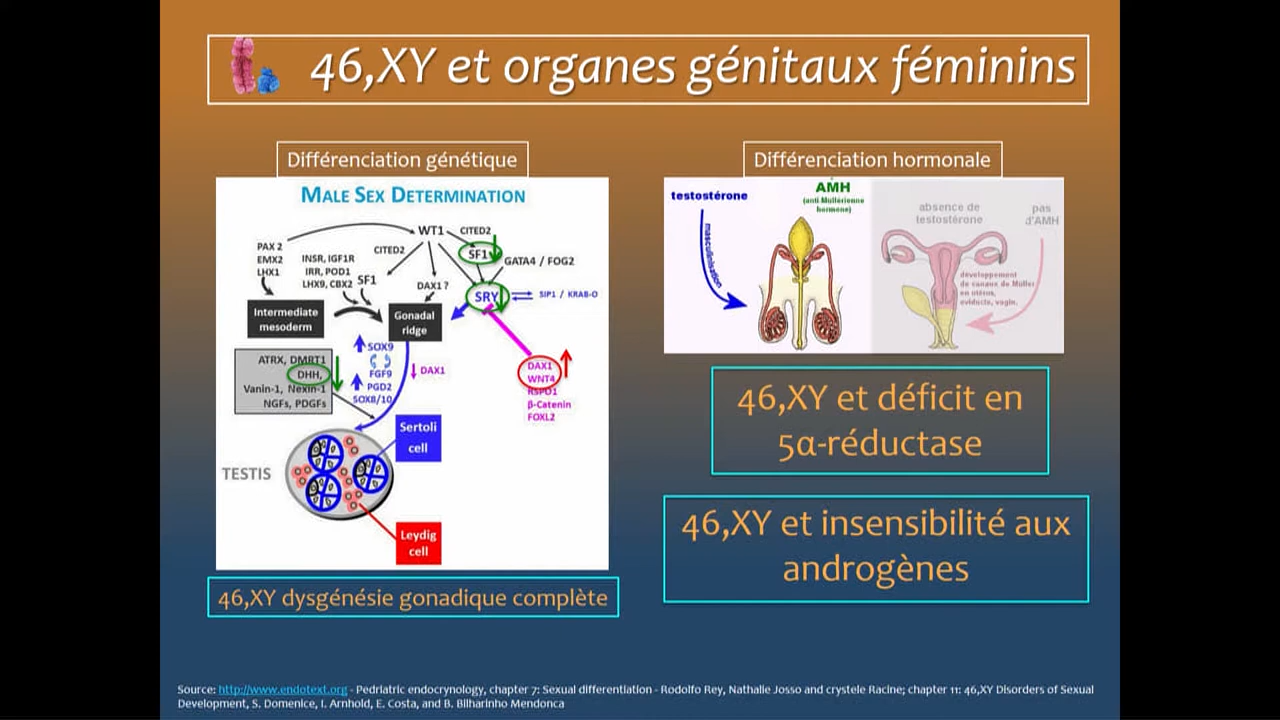 46,XY et organes génitaux féminins
Différenciation génétique
MALE SEX DETERMINATION
WT1
CITED2
CITED2
SF1
GATA4 / FOG2
PAX 2
EMX2
LHX1
INSR, IGF1R
IRR, POD1
LHX9, CBX2
SF1
DAX1 ?
SRY
SIP1 / KRAB-O
Intermediate
mesoderm
Gonadal
ridge
SOX9
FGF9
PGD2
SOX8/10
DAX1
DAX1
WNT4
RSPO1
β-Catenin
FOXL2
ATRX, DMRT1
DHH,
Vanin-1, Nexin-1
NGFs, PDGFs
Sertoli
cell
TESTIS
Leydig
cell
46,XY dysgénésie gonadique complète
Différenciation hormonale
testostérone
masculinisation
AMH
(anti Mullérienne
hormone)
absence de
testostérone
pas
d'AMH
développement
de canaux de Müller
en utérus,
oviducte, vagin.
46,XY et déficit en
5α-réductase
46,XY et insensibilité aux
androgènes
Source: http://www.endotext.org - Pedriatric endocrynology, chapter 7: Sexual differentiation - Rodolfo Rey, Nathalie Josso and crystele Racine; chapter 11: 46,XY Disorders of Sexual
Development, S. Domenice, I. Arnhold, E. Costa, and B. Bilharinho Mendonca